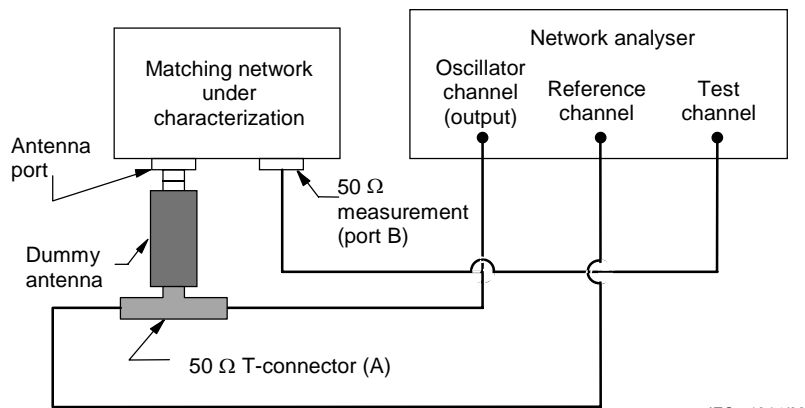 Network analyser
Matching network
under
characterization
Oscillator
channel
(output)
Reference
channel
Test
channel
Antenna
port
50 Ω
measurement
(port B)
Dummy
antenna
50 Ω T-connector (A)